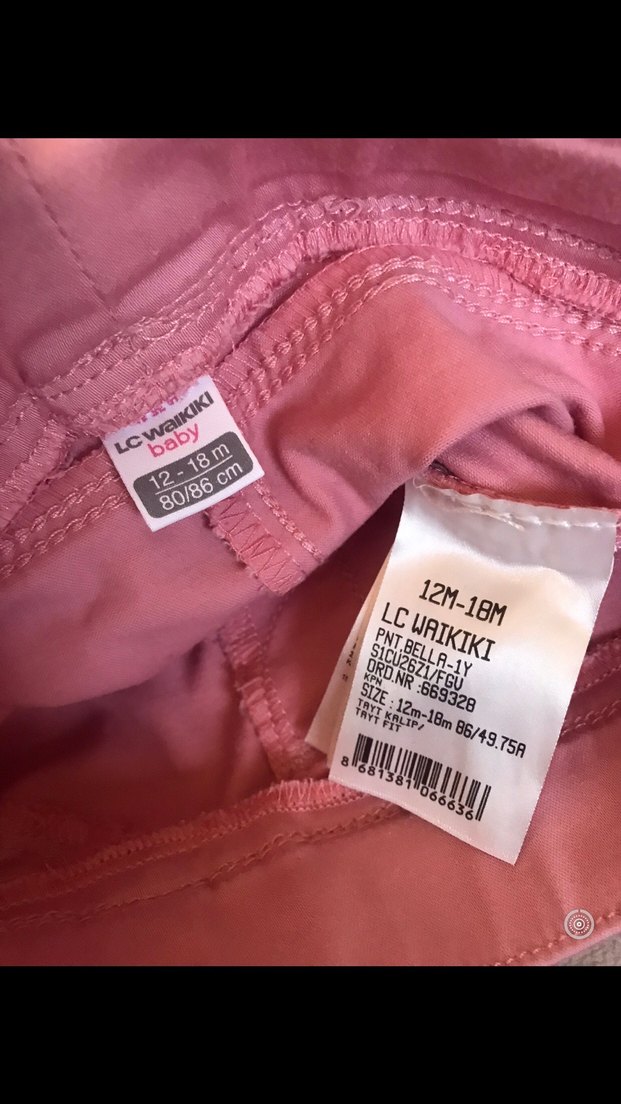 LC WAIKIKI
baby
12 - 18 m
80/86 cm
12M-18M
LC WAIKIKI
PNT,BELLA-1Y
S1CU26Z1/FGU
ORD.NR :669328
KPN
SIZE : 12m-18m 86/49.75A
TAYT KALIP/
TAYT FIT
8 681381 066636